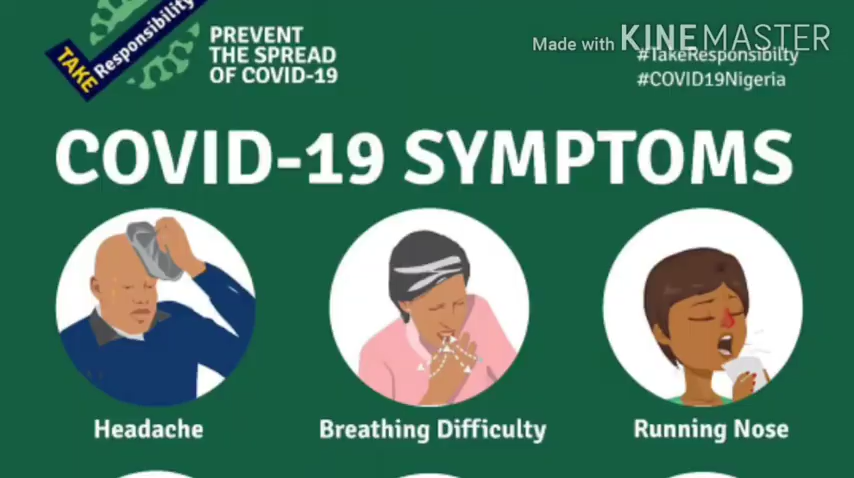 TAKE Responsibility
PREVENT
THE SPREAD
OF COVID-19
Made with KINEMASTER
#TakeResponsibilty
#COVID19Nigeria
COVID-19 SYMPTOMS
Headache
Breathing Difficulty
Running Nose